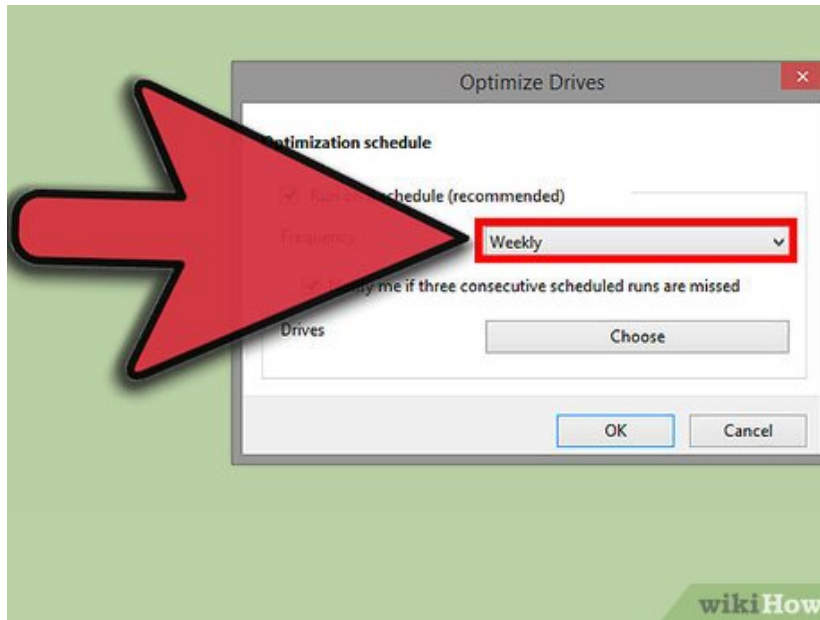 Optimize Drives
Optimization schedule
Run on a schedule (recommended)
Frequency
Weekly
Notify me if three consecutive scheduled runs are missed
Drives
Choose
OK
Cancel
wikiHow